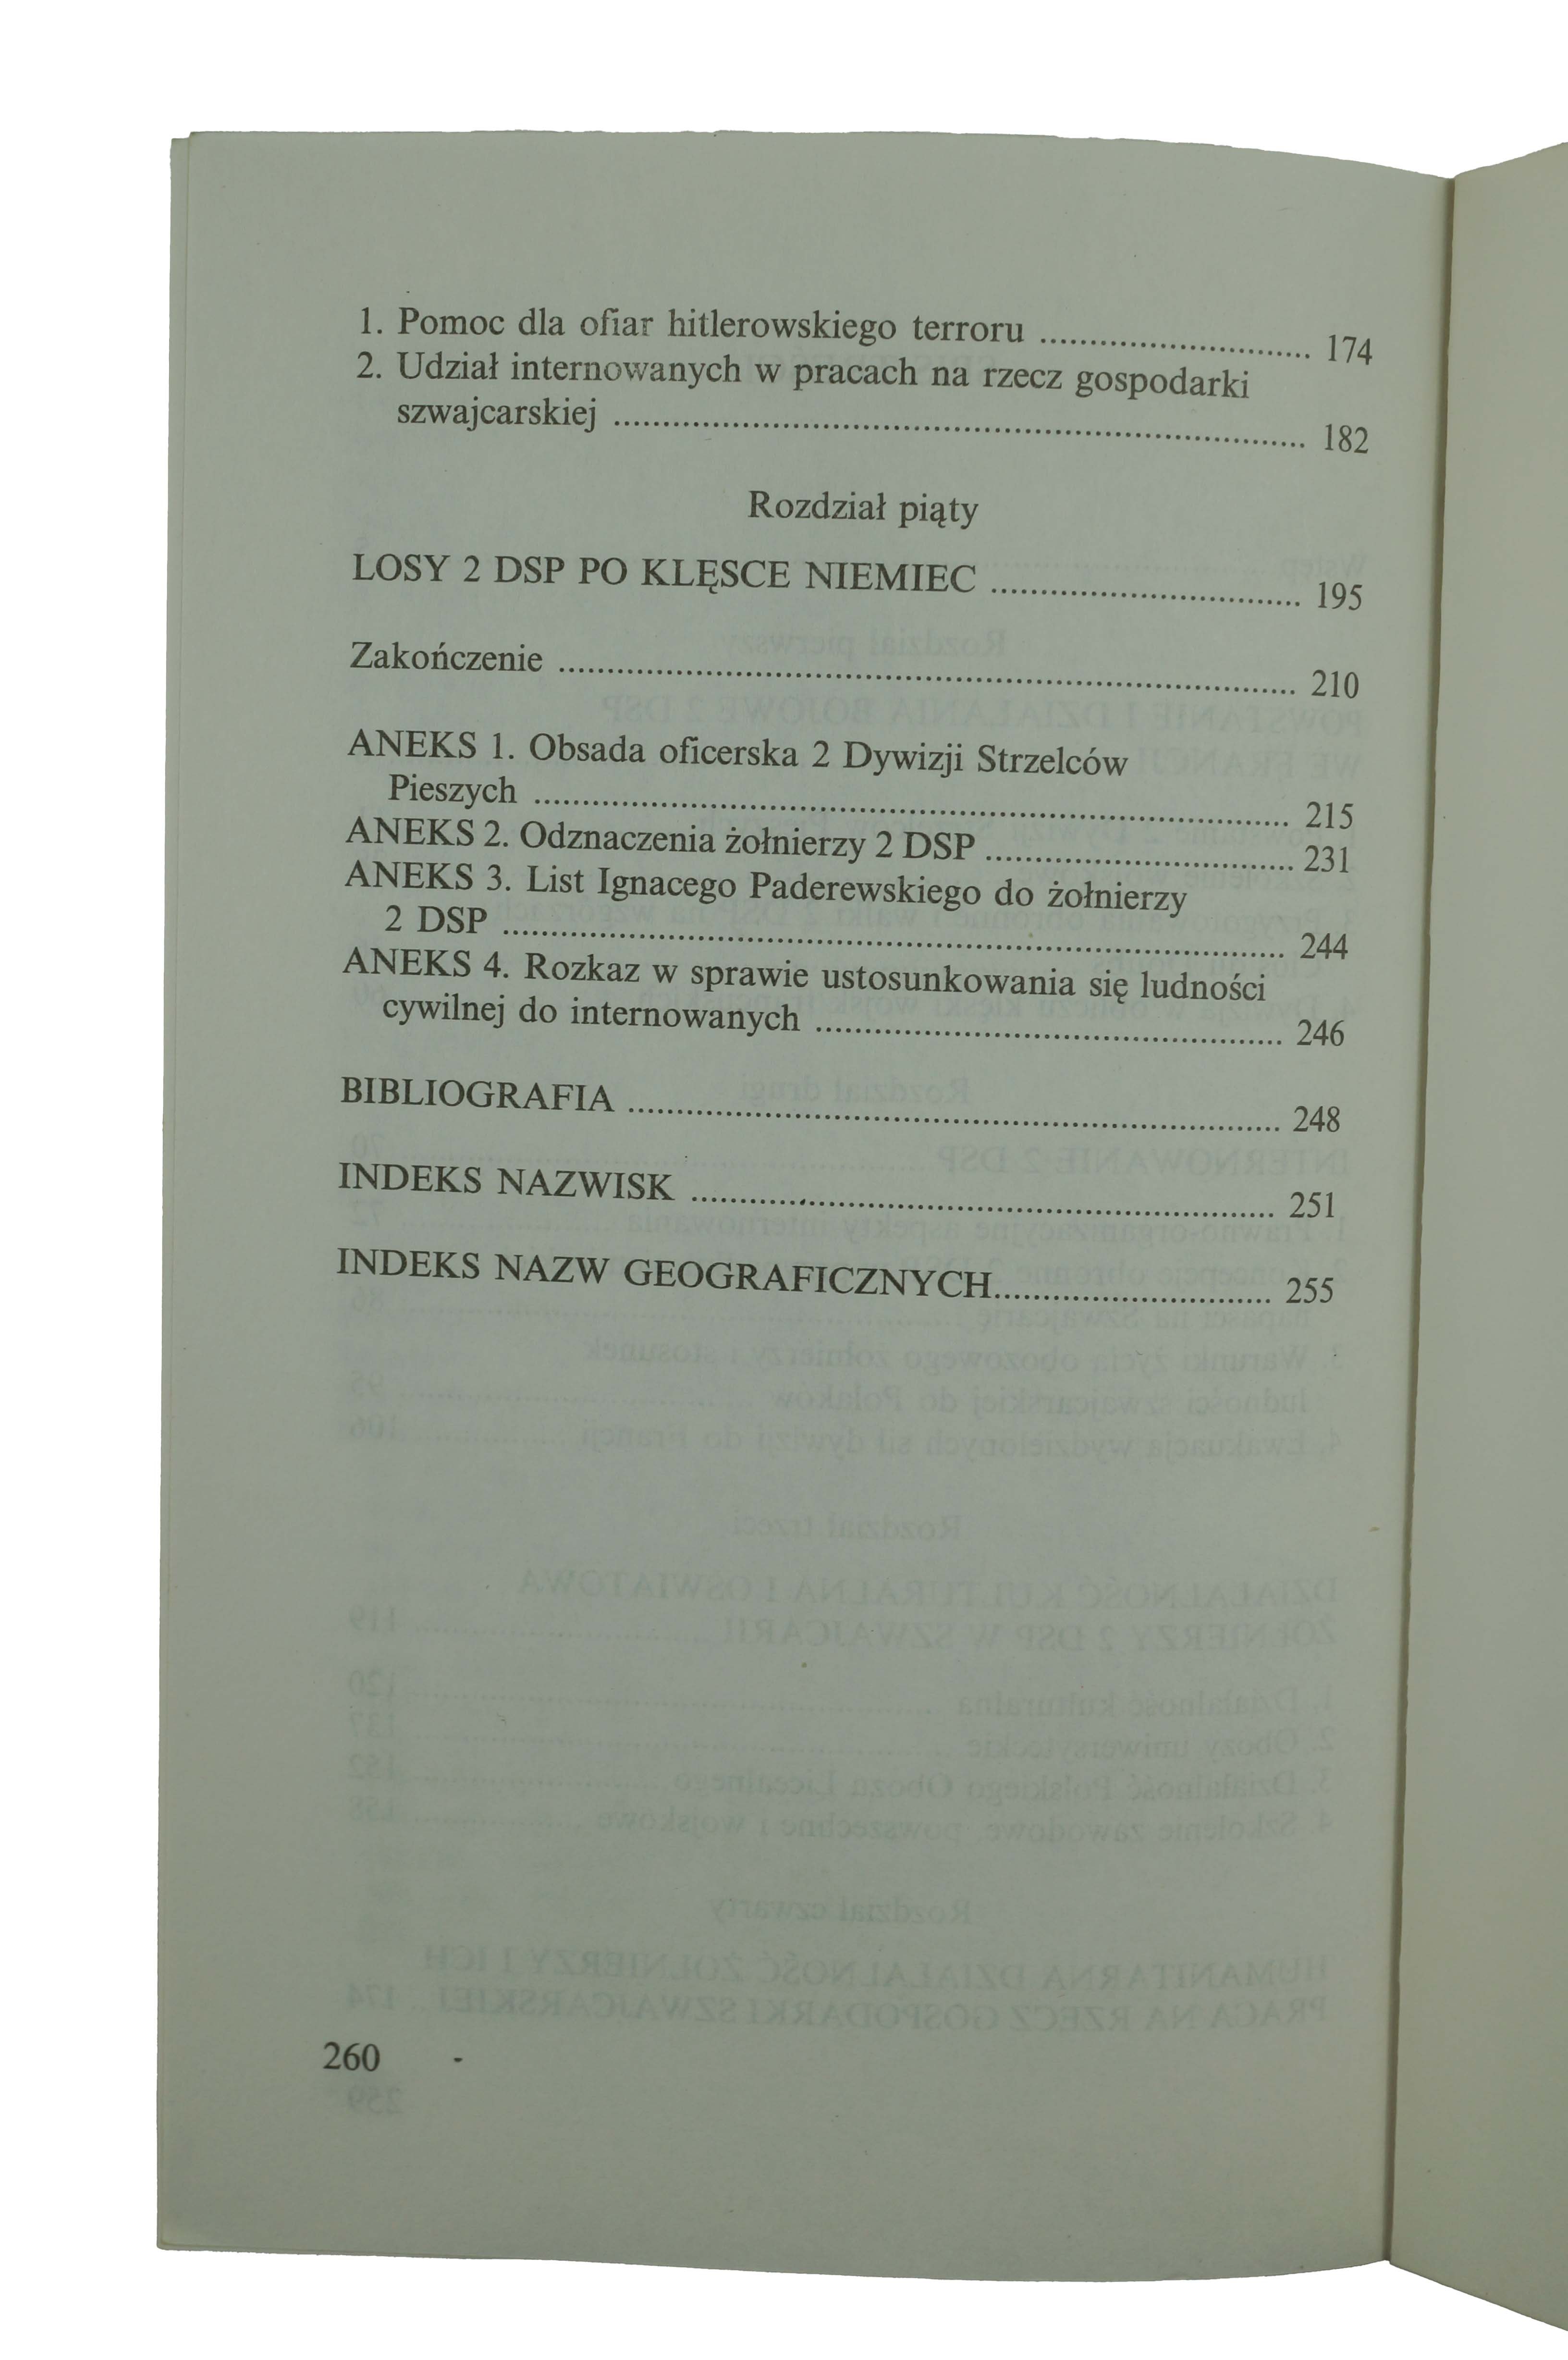 1. Pomoc dla ofiar hitlerowskiego terroru ........................... 174
2. Udział internowanych w pracach na rzecz gospodarki
szwajcarskiej ...................................................................... 182
Rozdział piąty
LOSY 2 DSP PO KLĘSCE NIEMIEC ............................... 195
Zakończenie .......................................................................... 210
ANEKS 1. Obsada oficerska 2 Dywizji Strzelców
Pieszych ............................................................................ 215
ANEKS 2. Odznaczenia żołnierzy 2 DSP ............................... 231
ANEKS 3. List Ignacego Paderewskiego do żołnierzy
2 DSP .............................................................................. 244
ANEKS 4. Rozkaz w sprawie ustosunkowania się ludności
cywilnej do internowanych ............................................... 246
BIBLIOGRAFIA .................................................................. 248
INDEKS NAZWISK ........................................................... 251
INDEKS NAZW GEOGRAFICZNYCH............................ 255
260